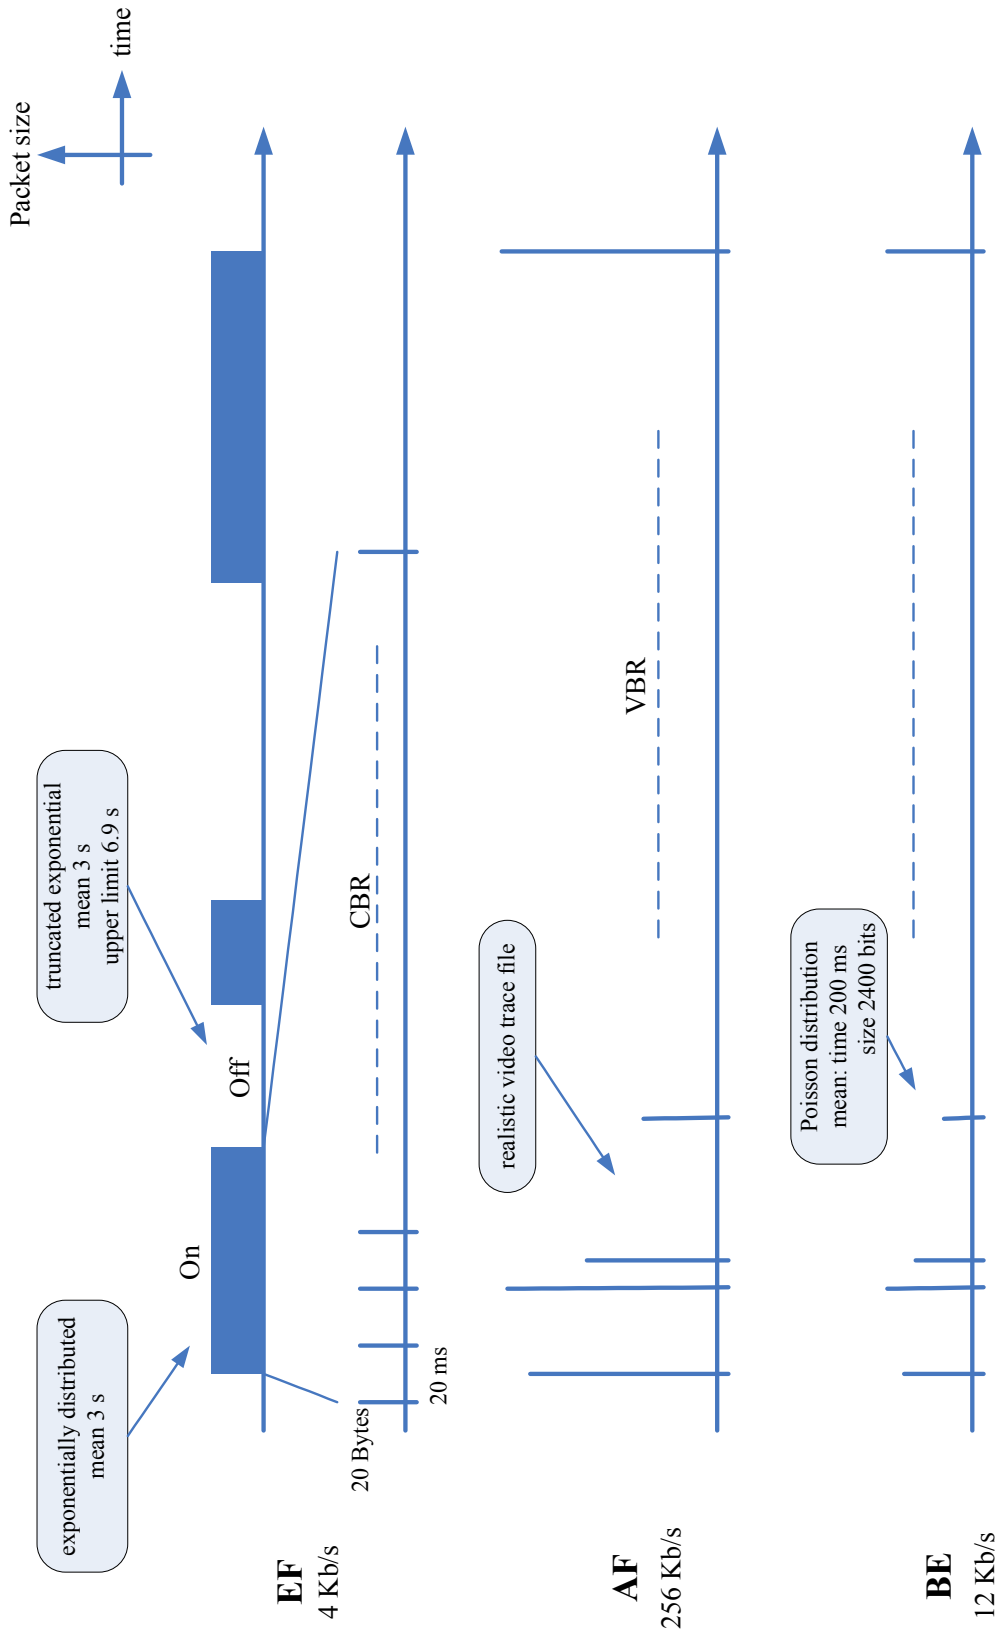 Packet size
time
exponentially distributed
mean 3 s
truncated exponential
mean 3 s
upper limit 6.9 s
On
Off
EF
4 Kb/s
20 Bytes
20 ms
CBR
realistic video trace file
AF
256 Kb/s
VBR
Poisson distribution
mean: time 200 ms
size 2400 bits
BE
12 Kb/s